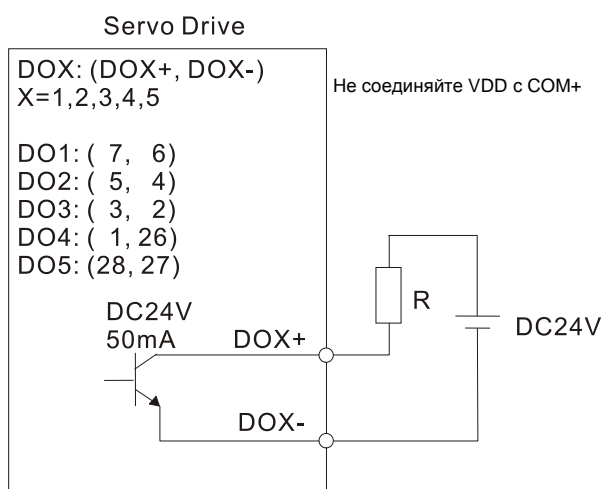 Servo Drive
DOX: (DOX+, DOX-)
X=1,2,3,4,5
Не соединяйте VDD с COM+
DO1: ( 7, 6)
DO2: ( 5, 4)
DO3: ( 3, 2)
DO4: ( 1, 26)
DO5: (28, 27)
DC24V
50mA
DOX+
R
DC24V
DOX-